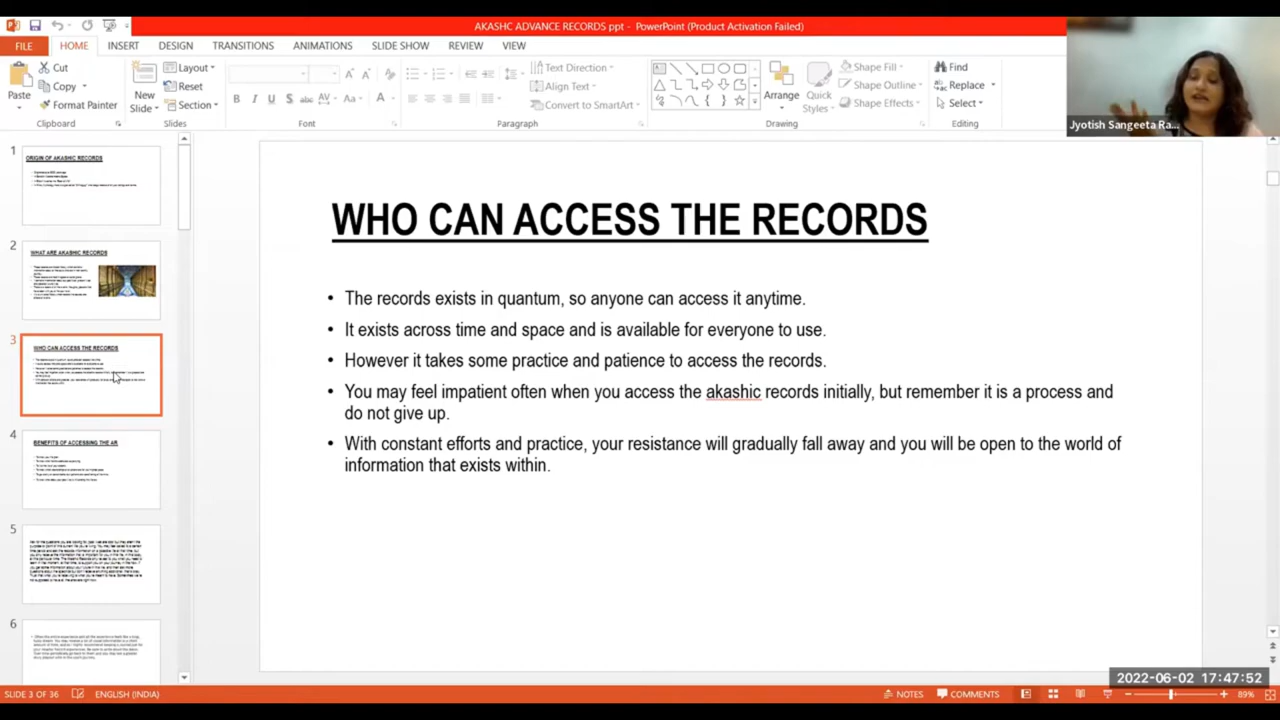 AKASHC ADVANCE RECORDS ppt - PowerPoint (Product Activation Failed)
FILE HOME INSERT DESIGN TRANSITIONS ANIMATIONS SLIDE SHOW REVIEW VIEW
Paste Cut Copy Format Painter
Clipboard
New Slide Layout Reset Section
Slides
B I U S abc AV Aa A
Font
Text Direction Align Text Convert to SmartArt
Paragraph
Arrange Quick Styles Shape Fill Shape Outline Shape Effects
Drawing
Find Replace Select
Editing
Jyotish Sangeeta Ra...
1
ORIGIN OF AKASHIC RECORDS
2
WHAT ARE AKASHIC RECORDS
3
WHO CAN ACCESS THE RECORDS
4
BENEFITS OF ACCESSING THE AR
5
6
WHO CAN ACCESS THE RECORDS
• The records exists in quantum, so anyone can access it anytime.
• It exists across time and space and is available for everyone to use.
• However it takes some practice and patience to access the records.
• You may feel impatient often when you access the akashic records initially, but remember it is a process and
do not give up.
• With constant efforts and practice, your resistance will gradually fall away and you will be open to the world of
information that exists within.
2022-06-02 17:47:52
SLIDE 3 OF 36 ENGLISH (INDIA) NOTES COMMENTS 89%